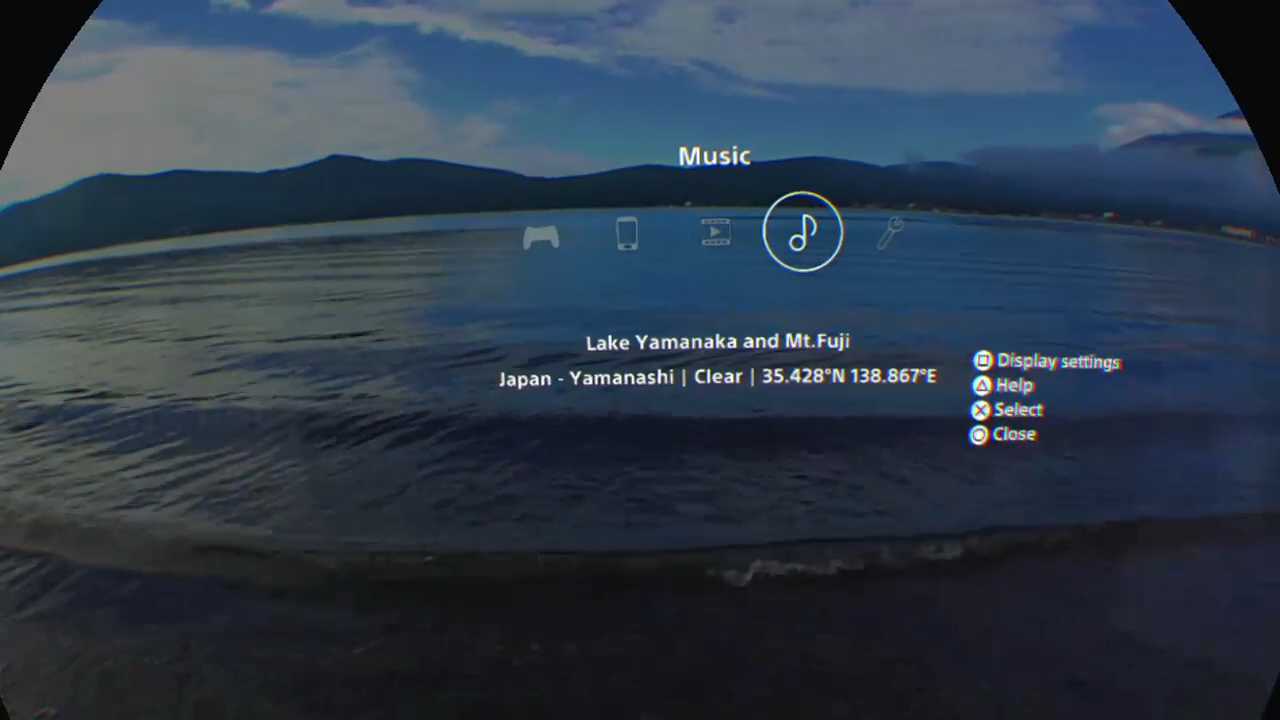 Music
Lake Yamanaka and Mt.Fuji
Japan - Yamanashi | Clear | 35.428°N 138.867°E
Display settings
Help
Select
Close